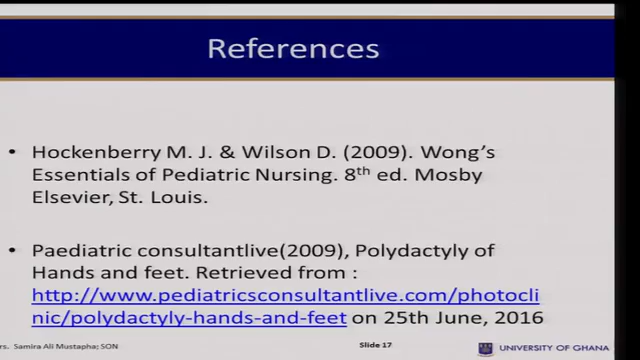 References
• Hockenberry M. J. & Wilson D. (2009). Wong's
Essentials of Pediatric Nursing. 8th ed. Mosby
Elsevier, St. Louis.
• Paediatric consultantlive(2009), Polydactyly of
Hands and feet. Retrieved from :
http://www.pediatricsconsultantlive.com/photocli
nic/polydactyly-hands-and-feet on 25th June, 2016
rs. Samira Ali Mustapha; SON
Slide 17
UNIVERSITY OF GHANA